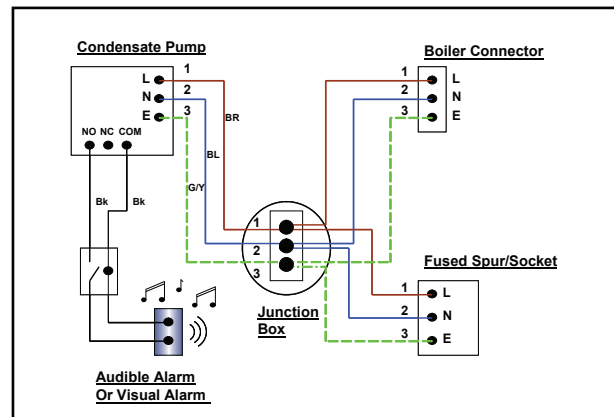 Condensate Pump
L 1
N 2
E 3
NO NC COM
BR
BL
G/Y
Bk Bk
Audible Alarm
Or Visual Alarm
1
2
3
Junction
Box
Boiler Connector
1 L
2 N
3 E
Fused Spur/Socket
1 L
2 N
3 E